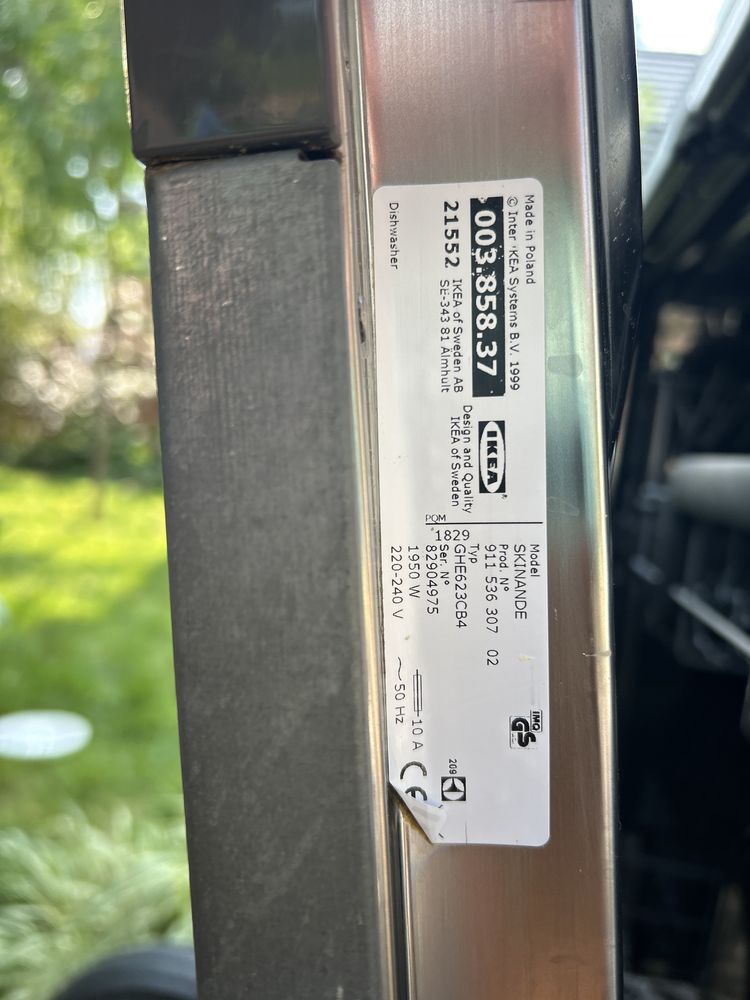 Made in Poland
© Inter IKEA Systems B.V. 1999
003.858.37
21552
IKEA of Sweden AB
SE-343 81 Älmhult
Dishwasher
IKEA®
Design and Quality
IKEA of Sweden
PQM
1829
Model
SKINANDE
Prod. N°
911 536 307 02
Typ
GHE623CB4
Ser. N°
82904975
1950 W
220-240 V
10 A
~ 50 Hz
IMQ
GS
209
CE